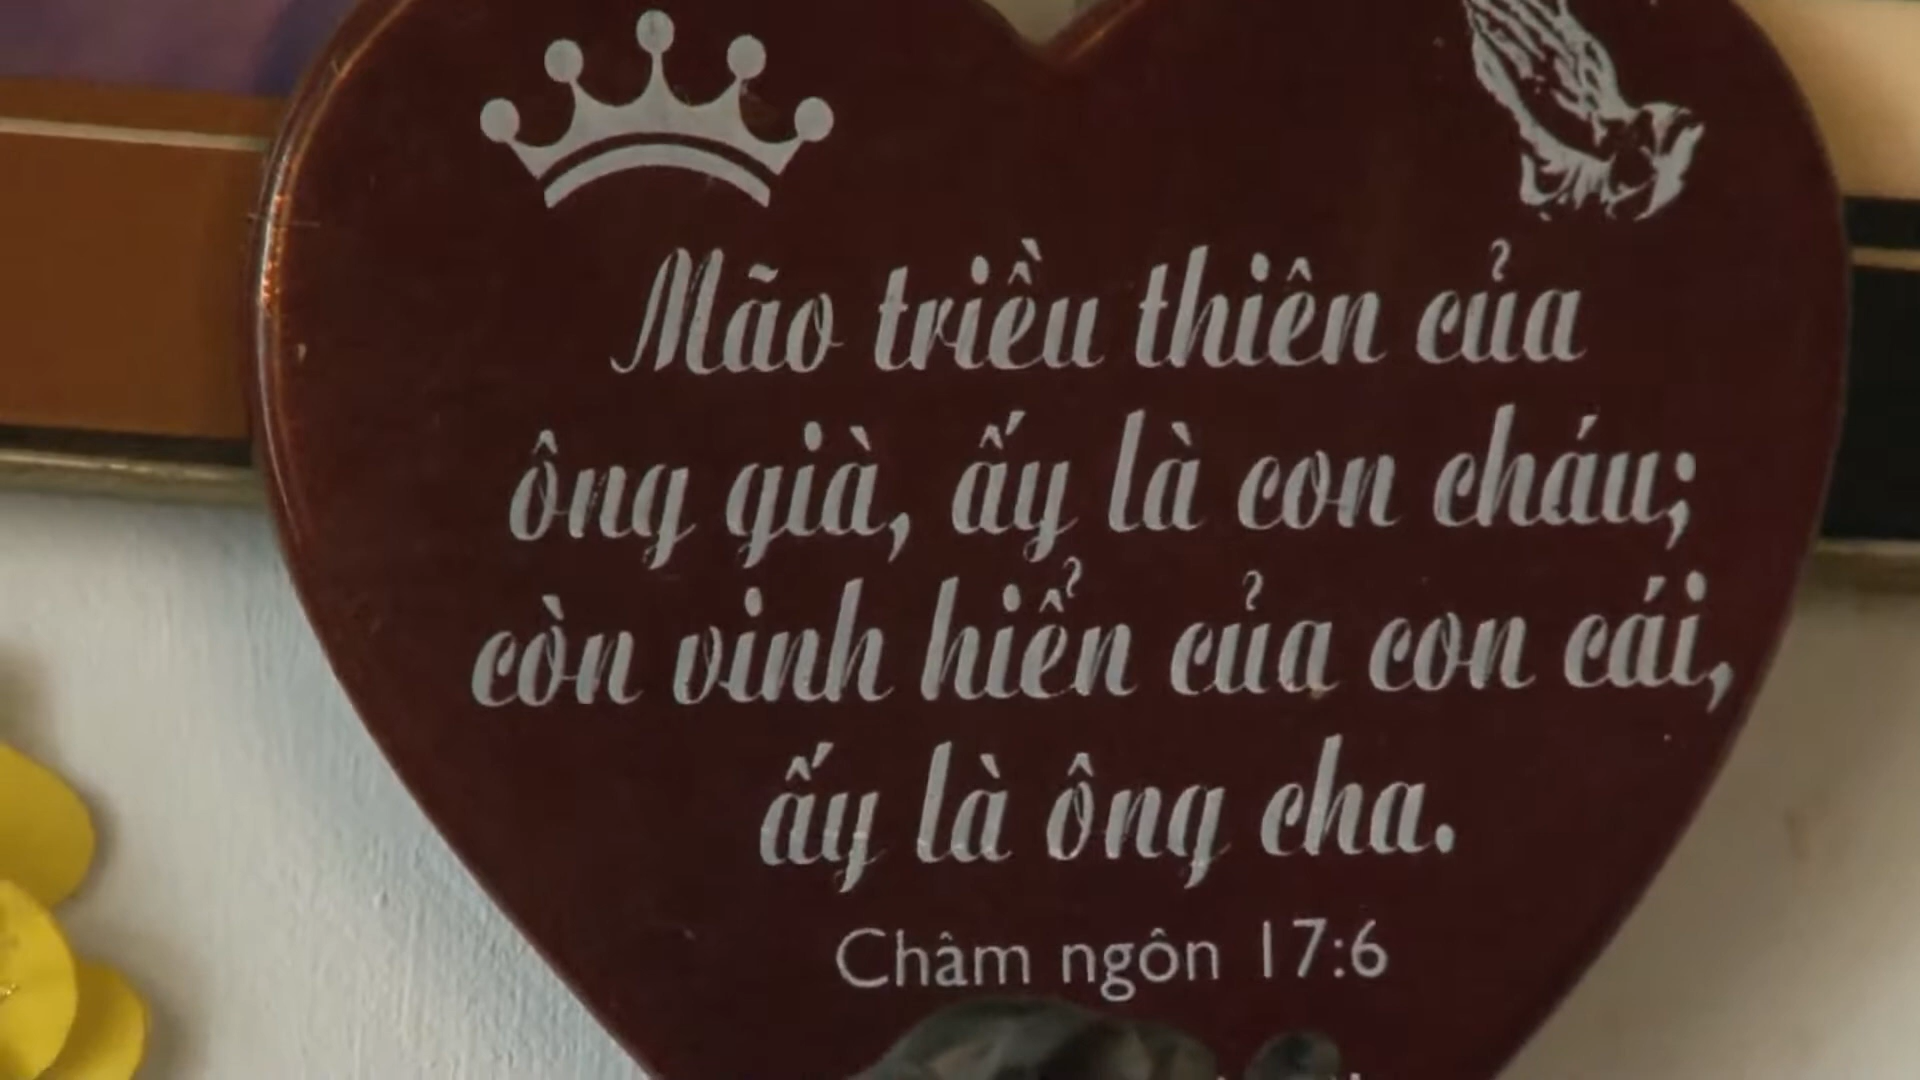 Mão triều thiên của
ông già, ấy là con cháu;
còn vinh hiển của con cái,
ấy là ông cha.
Châm ngôn 17:6